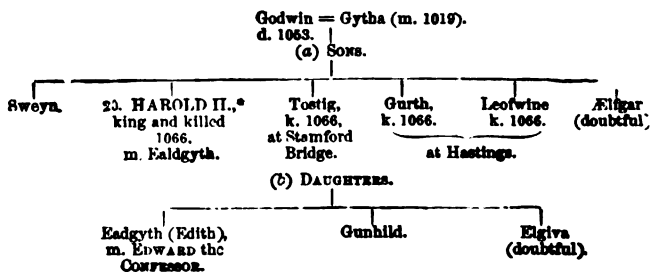 Godwin = Gytha (m. 1019).
d. 1053.
(a) SONS.
Sweyn. 20. HAROLD II.,* Tostig, Gurth, Leofwine Ælfgar
king and killed k. 1066, k. 1066. k. 1066. (doubtful)
1066. at Stamford
m. Ealdgyth. Bridge. at Hastings.
(b) DAUGHTERS.
Eadgyth (Edith), Gunhild. Elgiva
m. EDWARD the (doubtful).
CONFESSOR.